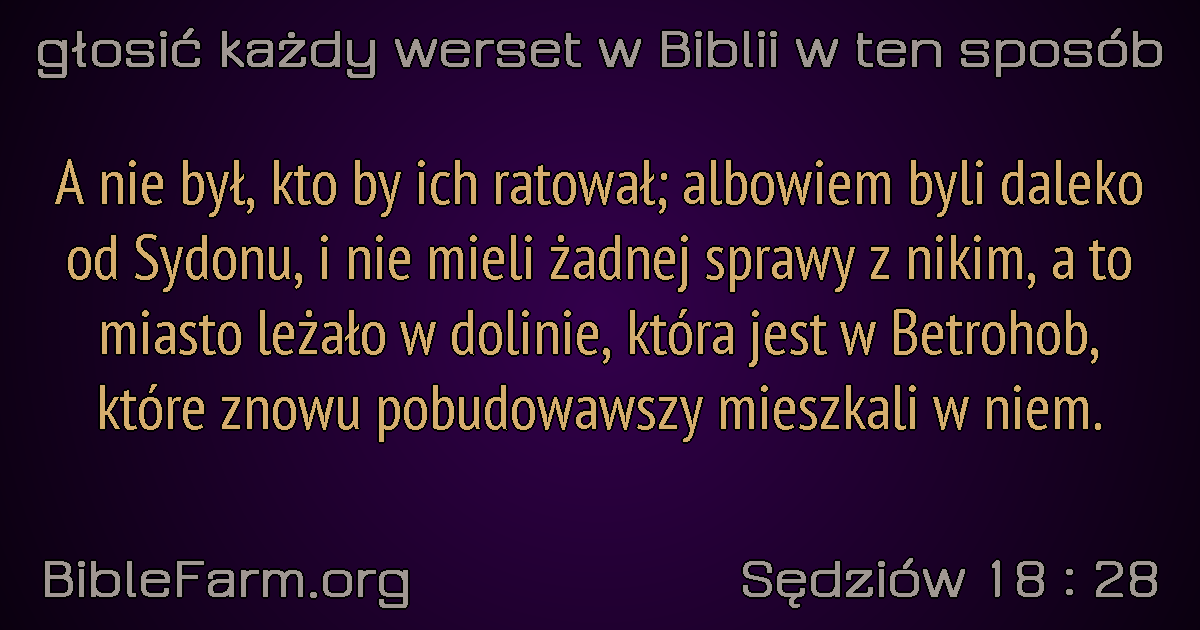 głosić każdy werset w Biblii w ten sposób
A nie był, kto by ich ratował; albowiem byli daleko
od Sydonu, i nie mieli żadnej sprawy z nikim, a to
miasto leżało w dolinie, która jest w Betrohob,
które znowu pobudowawszy mieszkali w niem.
BibleFarm.org
Sędziów 18 : 28